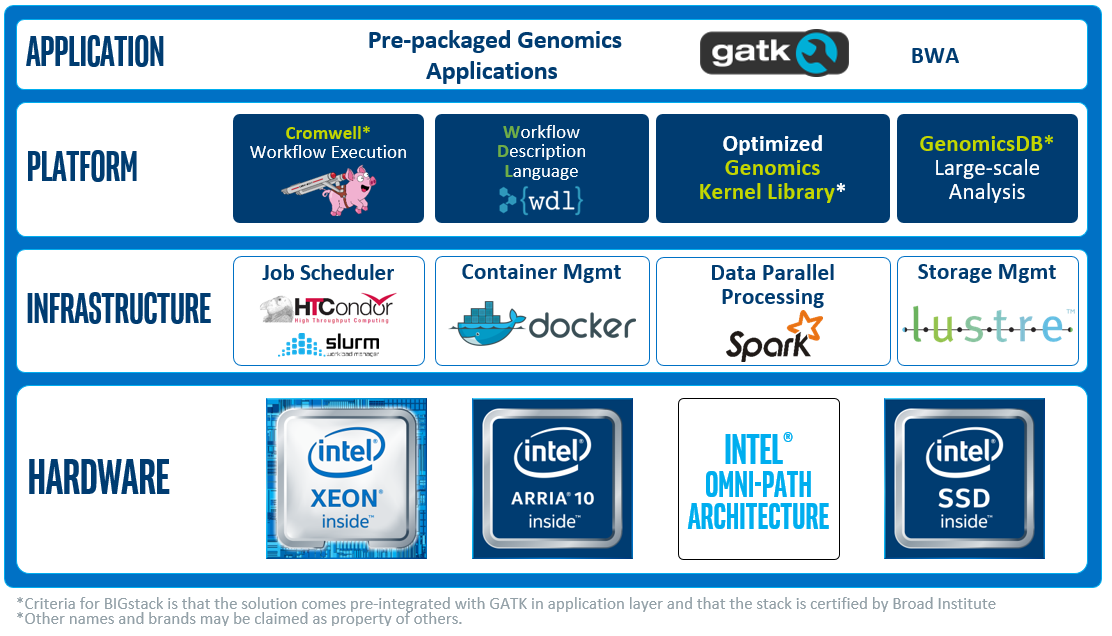 APPLICATION
Pre-packaged Genomics
Applications
gatk
BWA
PLATFORM
Cromwell*
Workflow Execution
Workflow
Description
Language
{wdl}
Optimized
Genomics
Kernel Library*
GenomicsDB*
Large-scale
Analysis
INFRASTRUCTURE
Job Scheduler
HTCondor
High Throughput Computing
slurm
workload manager
Container Mgmt
docker
Data Parallel
Processing
Spark
Storage Mgmt
lustre™
HARDWARE
intel®
XEON®
inside™
intel®
ARRIA® 10
inside™
INTEL®
OMNI-PATH
ARCHITECTURE
intel®
SSD
inside™
*Criteria for BIGstack is that the solution comes pre-integrated with GATK in application layer and that the stack is certified by Broad Institute
*Other names and brands may be claimed as property of others.